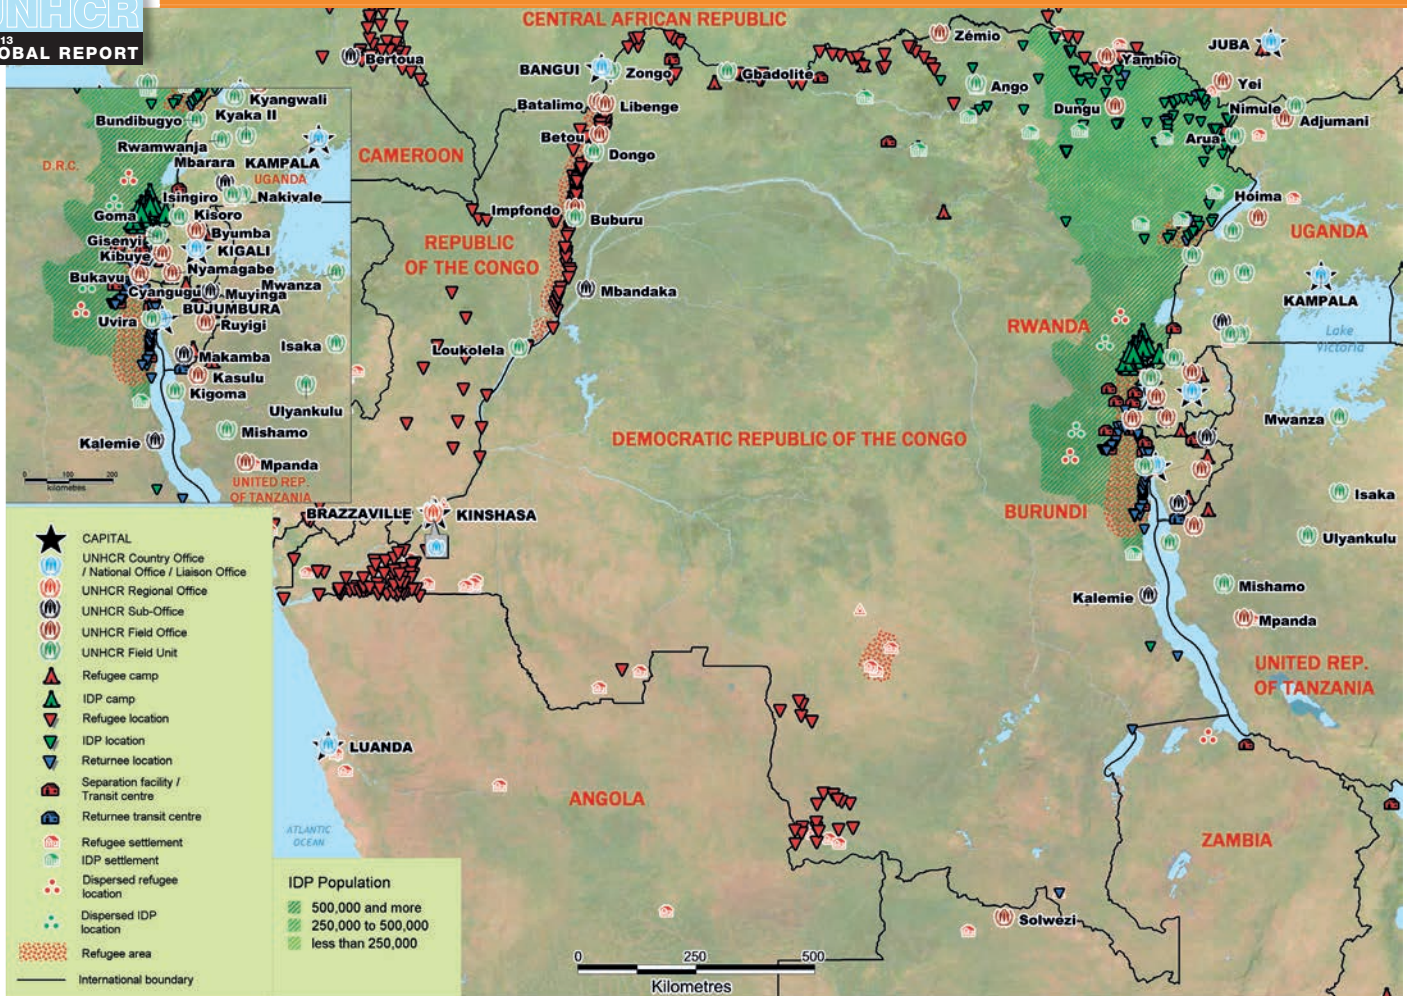 UNHCR
13
OBAL REPORT
CENTRAL AFRICAN REPUBLIC
Bertoua
BANGUI
Zongo
Gbadolite
Zémio
Ango
Yambio
JUBA
Yei
Dungu
Nimule
Adjumani
Arua
Batalimo
Libenge
Betou
Dongo
CAMEROON
Impfondo
Buburu
REPUBLIC
OF THE CONGO
Mbandaka
Loukolela
Hoima
UGANDA
KAMPALA
Lake
Victoria
RWANDA
DEMOCRATIC REPUBLIC OF THE CONGO
Mwanza
BURUNDI
Isaka
Ulyankulu
Mishamo
Kalemie
Mpanda
UNITED REP.
OF TANZANIA
BRAZZAVILLE
KINSHASA
LUANDA
ATLANTIC
OCEAN
ANGOLA
ZAMBIA
Solwezi
0 250 500
Kilometres
Kyangwali
Bundibugyo
Kyaka II
Rwamwanja
Mbarara
KAMPALA
D.R.C.
UGANDA
Isingiro
Nakivale
Goma
Kisoro
Byumba
Gisenyi
KIGALI
Kibuye
Nyamagabe
Bukavu
Mwanza
Cyangugu
Muyinga
BUJUMBURA
Uvira
Ruyigi
Isaka
Makamba
Kasulu
Kigoma
Ulyankulu
Mishamo
Kalemie
Mpanda
UNITED REP.
OF TANZANIA
0 100 200
kilometres
CAPITAL
UNHCR Country Office
/ National Office / Liaison Office
UNHCR Regional Office
UNHCR Sub-Office
UNHCR Field Office
UNHCR Field Unit
Refugee camp
IDP camp
Refugee location
IDP location
Returnee location
Separation facility /
Transit centre
Returnee transit centre
Refugee settlement
IDP settlement
Dispersed refugee
location
Dispersed IDP
location
Refugee area
International boundary
IDP Population
500,000 and more
250,000 to 500,000
less than 250,000